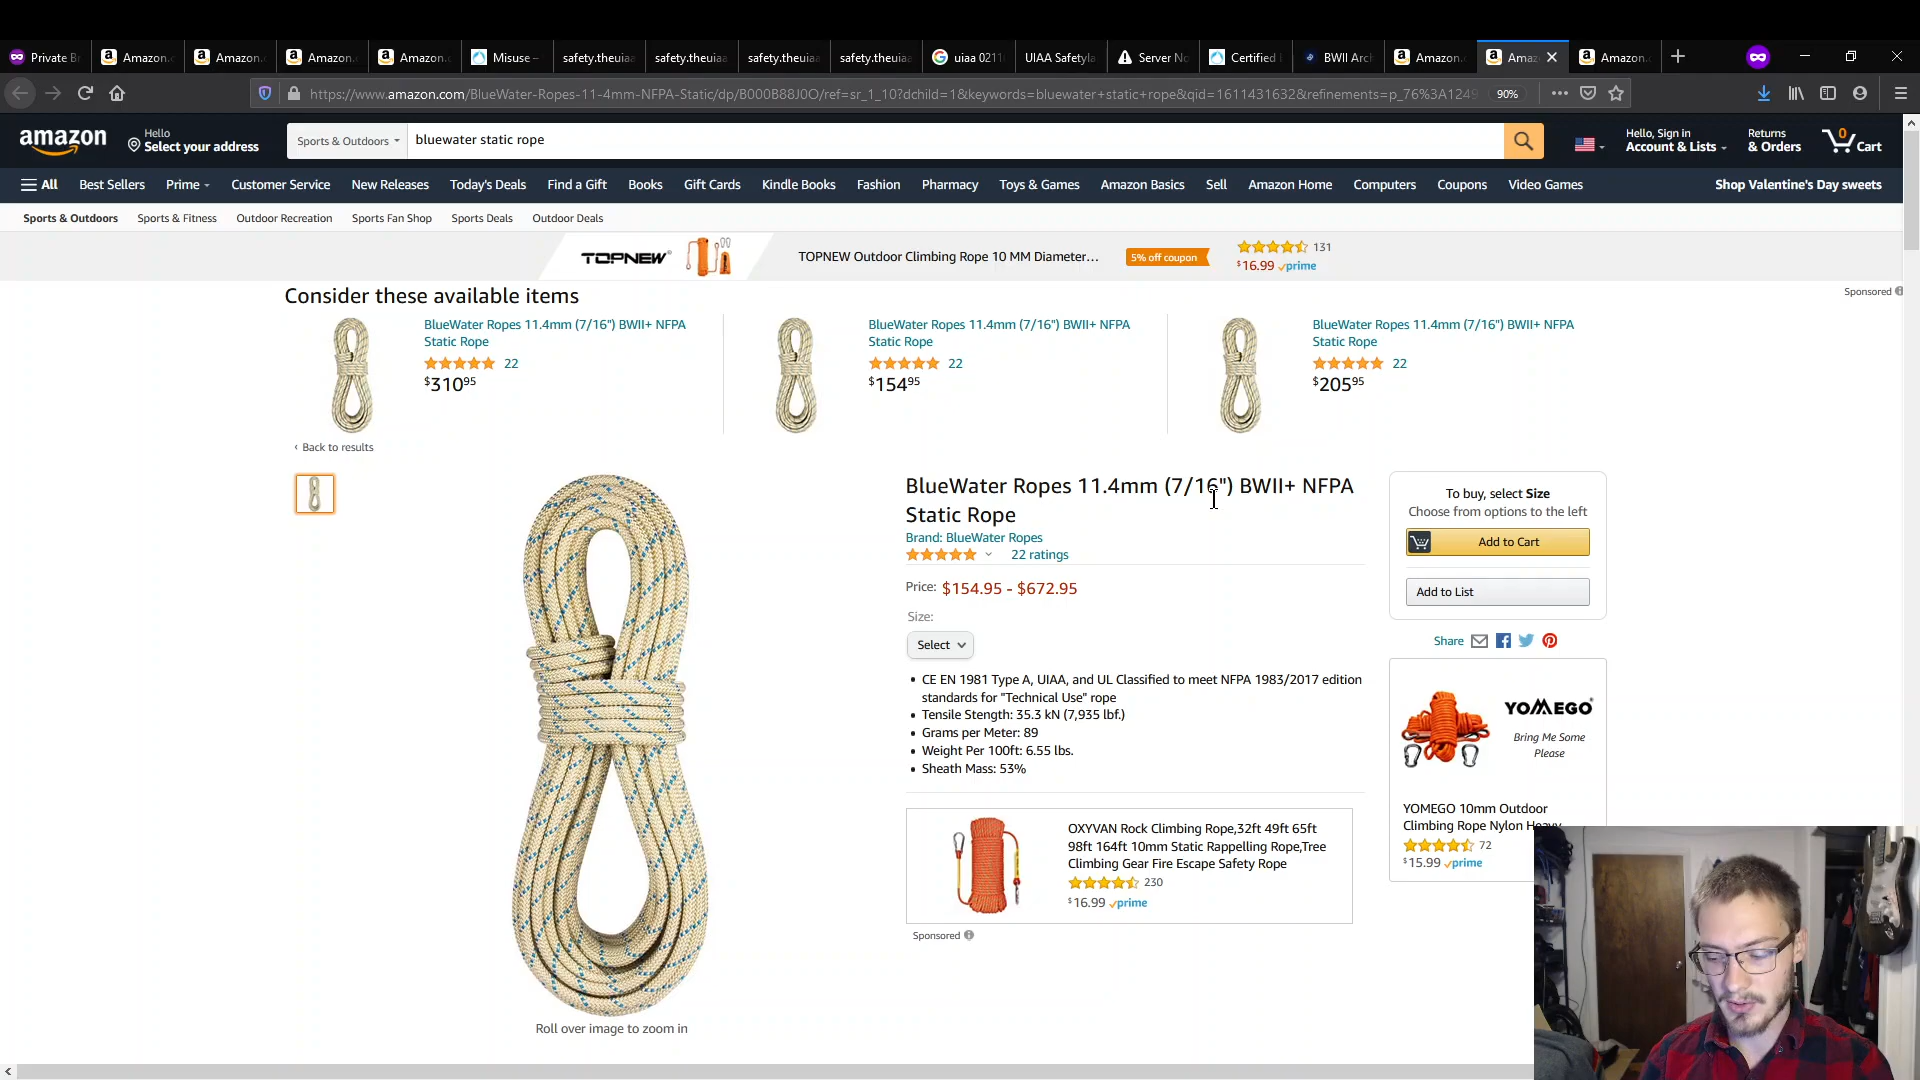 Private B
Amazon.c
Amazon.
Amazon.
Amazon.c
Misuse –
safety.theuiaa
safety.theuiaa
safety.theuiaa
safety.theuiaa
uiaa 0211
UIAA Safetyla
Server No
Certified
BWII Arc
Amazon.
Amaz
Amazon.
https://www.amazon.com/BlueWater-Ropes-11-4mm-NFPA-Static/dp/B000B88J0O/ref=sr_1_10?dchild=1&keywords=bluewater+static+rope&qid=1611431632&refinements=p_76%3A1249
90%
amazon
Hello
Select your address
Sports & Outdoors
bluewater static rope
Hello, Sign in
Account & Lists
Returns
& Orders
0
Cart
All
Best Sellers
Prime
Customer Service
New Releases
Today's Deals
Find a Gift
Books
Gift Cards
Kindle Books
Fashion
Pharmacy
Toys & Games
Amazon Basics
Sell
Amazon Home
Computers
Coupons
Video Games
Shop Valentine's Day sweets
Sports & Outdoors
Sports & Fitness
Outdoor Recreation
Sports Fan Shop
Sports Deals
Outdoor Deals
TOPNEW
TOPNEW Outdoor Climbing Rope 10 MM Diameter...
5% off coupon
131
$16.99 prime
Sponsored
Consider these available items
BlueWater Ropes 11.4mm (7/16") BWII+ NFPA
Static Rope
22
$310.95
BlueWater Ropes 11.4mm (7/16") BWII+ NFPA
Static Rope
22
$154.95
BlueWater Ropes 11.4mm (7/16") BWII+ NFPA
Static Rope
22
$205.95
‹ Back to results
BlueWater Ropes 11.4mm (7/16") BWII+ NFPA
Static Rope
Brand: BlueWater Ropes
22 ratings
Price: $154.95 - $672.95
Size:
Select
• CE EN 1981 Type A, UIAA, and UL Classified to meet NFPA 1983/2017 edition
standards for "Technical Use" rope
• Tensile Stength: 35.3 kN (7,935 lbf.)
• Grams per Meter: 89
• Weight Per 100ft: 6.55 lbs.
• Sheath Mass: 53%
OXYVAN Rock Climbing Rope,32ft 49ft 65ft
98ft 164ft 10mm Static Rappelling Rope,Tree
Climbing Gear Fire Escape Safety Rope
230
$16.99 prime
Sponsored
Roll over image to zoom in
To buy, select Size
Choose from options to the left
Add to Cart
Add to List
Share
YOMEGO
Bring Me Some
Please
YOMEGO 10mm Outdoor
Climbing Rope Nylon Heavy
72
$15.99 prime